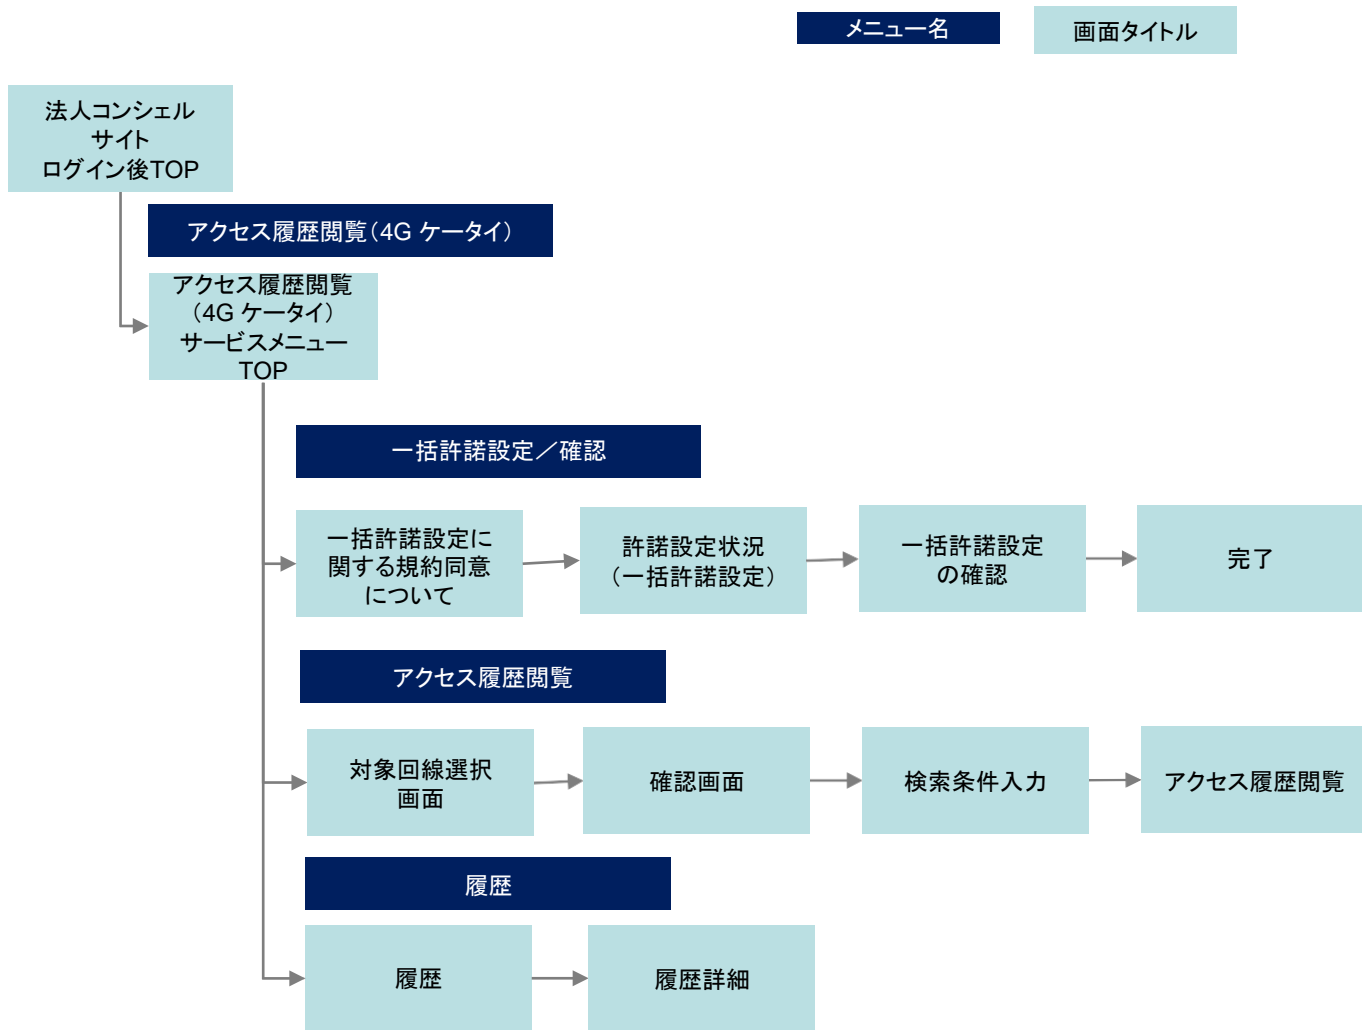 メニュー名
画面タイトル
法人コンシェル
サイト
ログイン後TOP
アクセス履歴閲覧(4G ケータイ)
アクセス履歴閲覧
(4G ケータイ)
サービスメニュー
TOP
一括許諾設定／確認
一括許諾設定に
関する規約同意
について
許諾設定状況
(一括許諾設定)
一括許諾設定
の確認
完了
アクセス履歴閲覧
対象回線選択
画面
確認画面
検索条件入力
アクセス履歴閲覧
履歴
履歴
履歴詳細